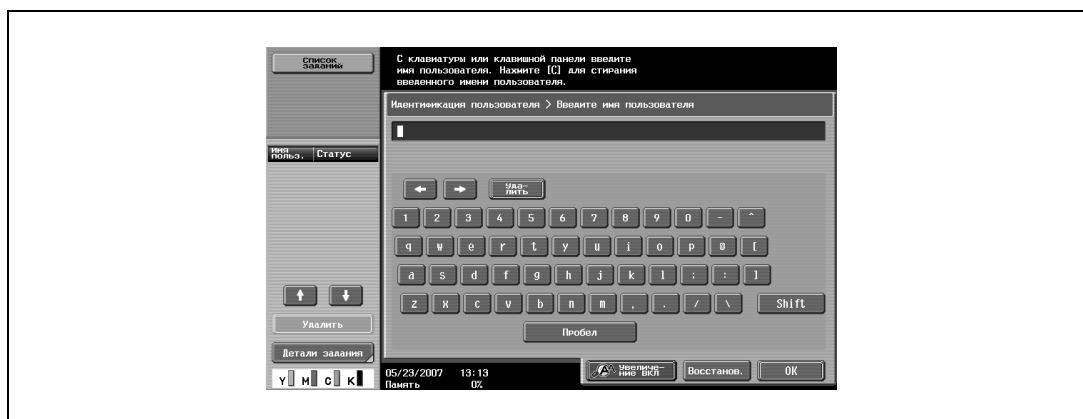 Список
заданий
С клавиатуры или клавишной панели введите
имя пользователя. Нажмите [C] для стирания
введенного имени пользователя.
Идентификация пользователя > Введите имя пользователя
Имя
польз. Статус
Уда-
лить
1 2 3 4 5 6 7 8 9 0 - ^
q w e r t y u i o p @ [
a s d f g h j k l ; : ]
z x c v b n m , . / \ Shift
Пробел
Удалить
Детали задания
Y M C K
05/23/2007 13:13
Память 0%
Увеличе-
ние ВКЛ
Восстанов.
OK